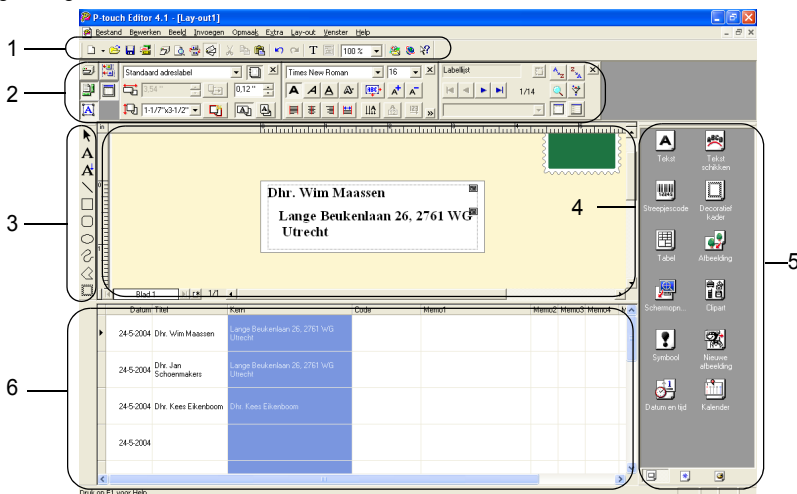 P-touch Editor 4.1 - [Lay-out1]
Bestand Bewerken Beeld Invoegen Opmaak Extra Lay-out Venster Help
1
T 100 %
2
Standaard adreslabel Times New Roman 16 Labellijst
3,54" 0,12" A A A A A A 1/14
1-1/7"x3-1/2"
3
A
A
in
0
1
Dhr. Wim Maassen
Lange Beukenlaan 26, 2761 WG
Utrecht
4
Blad 1 1/1
5
Tekst Tekst schikken
Streepjescode Decoratief kader
Tabel Afbeelding
Schermopn... Clipart
Symbool Nieuwe afbeelding
Datum en tijd Kalender
6
Datum Titel Kern Code Memo1 Memo2 Memo3 Memo4
24-5-2004 Dhr. Wim Maassen Lange Beukenlaan 26, 2761 WG
Utrecht
24-5-2004 Dhr. Jan Schoenmakers Lange Beukenlaan 26, 2761 WG
Utrecht
24-5-2004 Dhr. Kees Eikenboom Dhr. Kees Eikenboom
24-5-2004
Druk op F1 voor Help